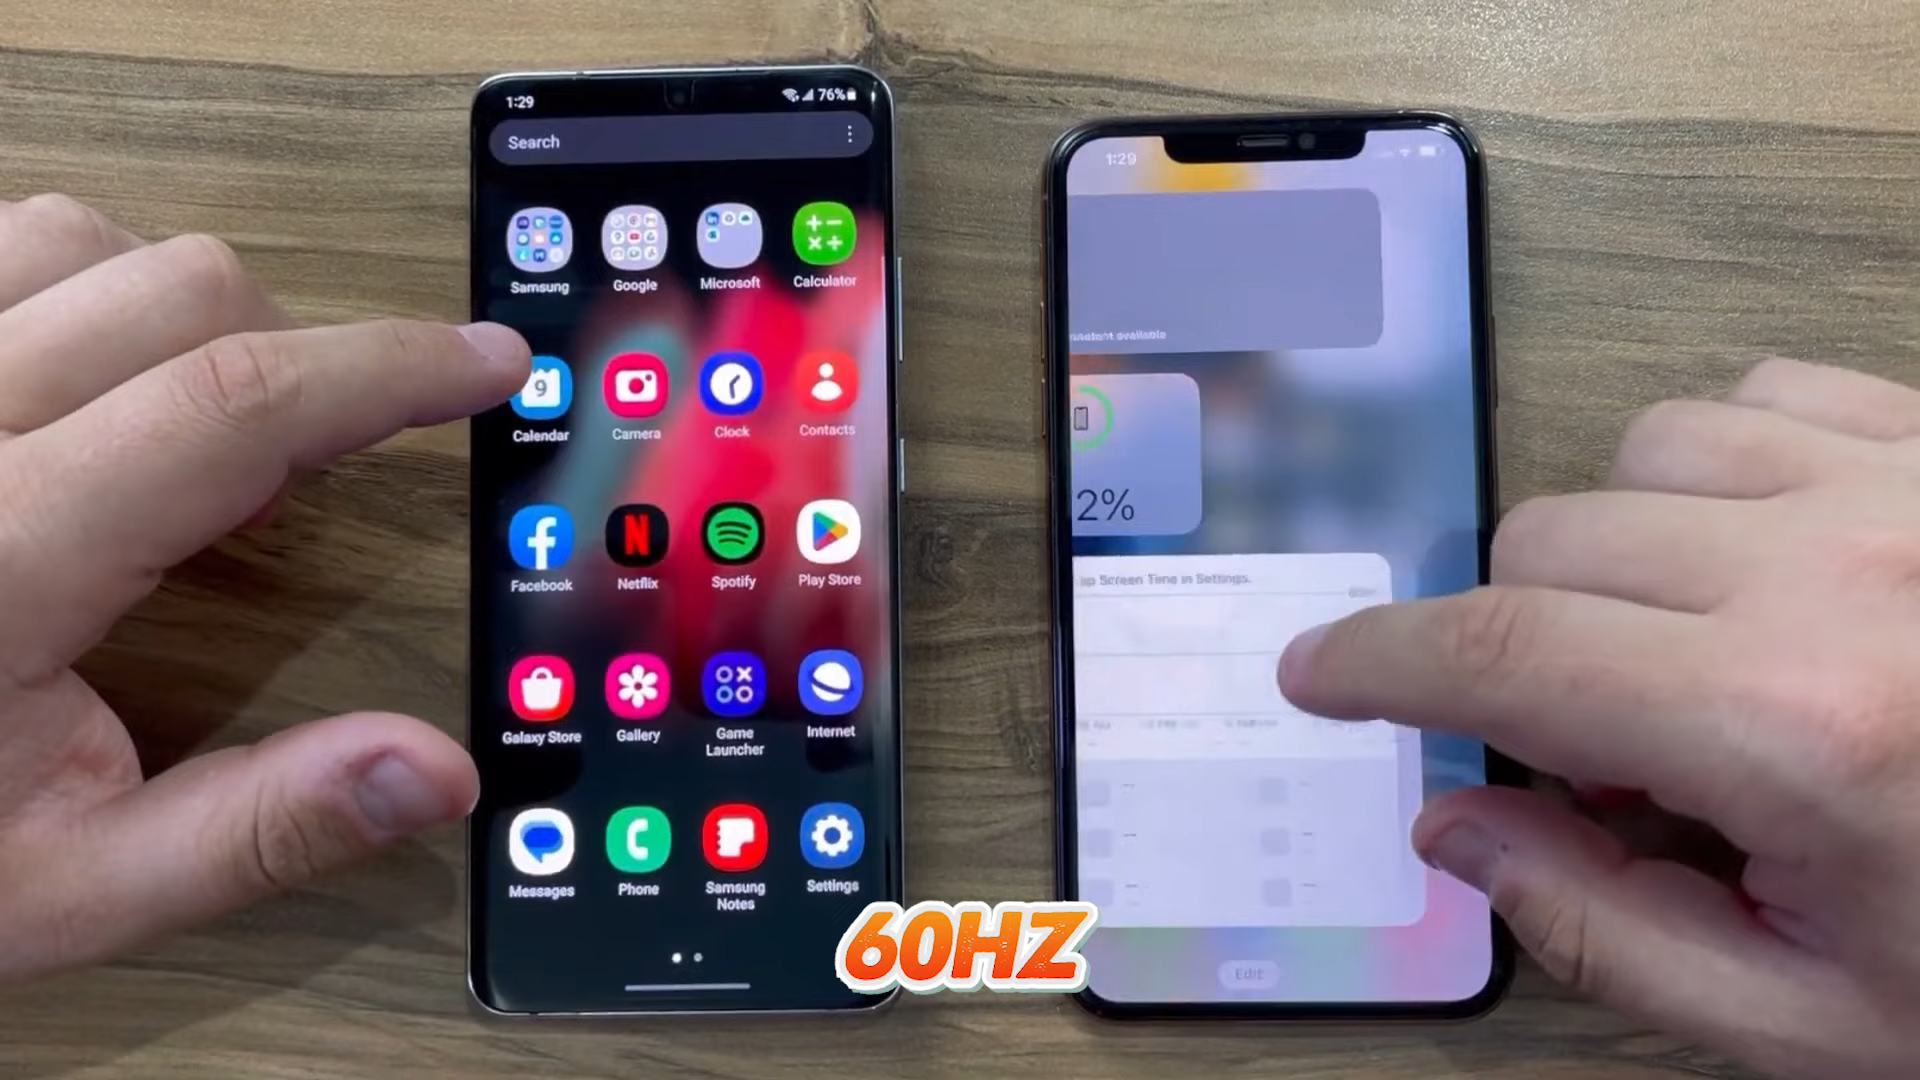 1:29
76%
Search
Samsung
Google
Microsoft
Calculator
9
Calendar
Camera
Clock
Contacts
Facebook
N
Netflix
Spotify
Play Store
Galaxy Store
Gallery
Game
Launcher
Internet
Messages
Phone
Samsung
Notes
Settings
1:29
available
2%
up Screen Time in Settings.
Edit
60HZ